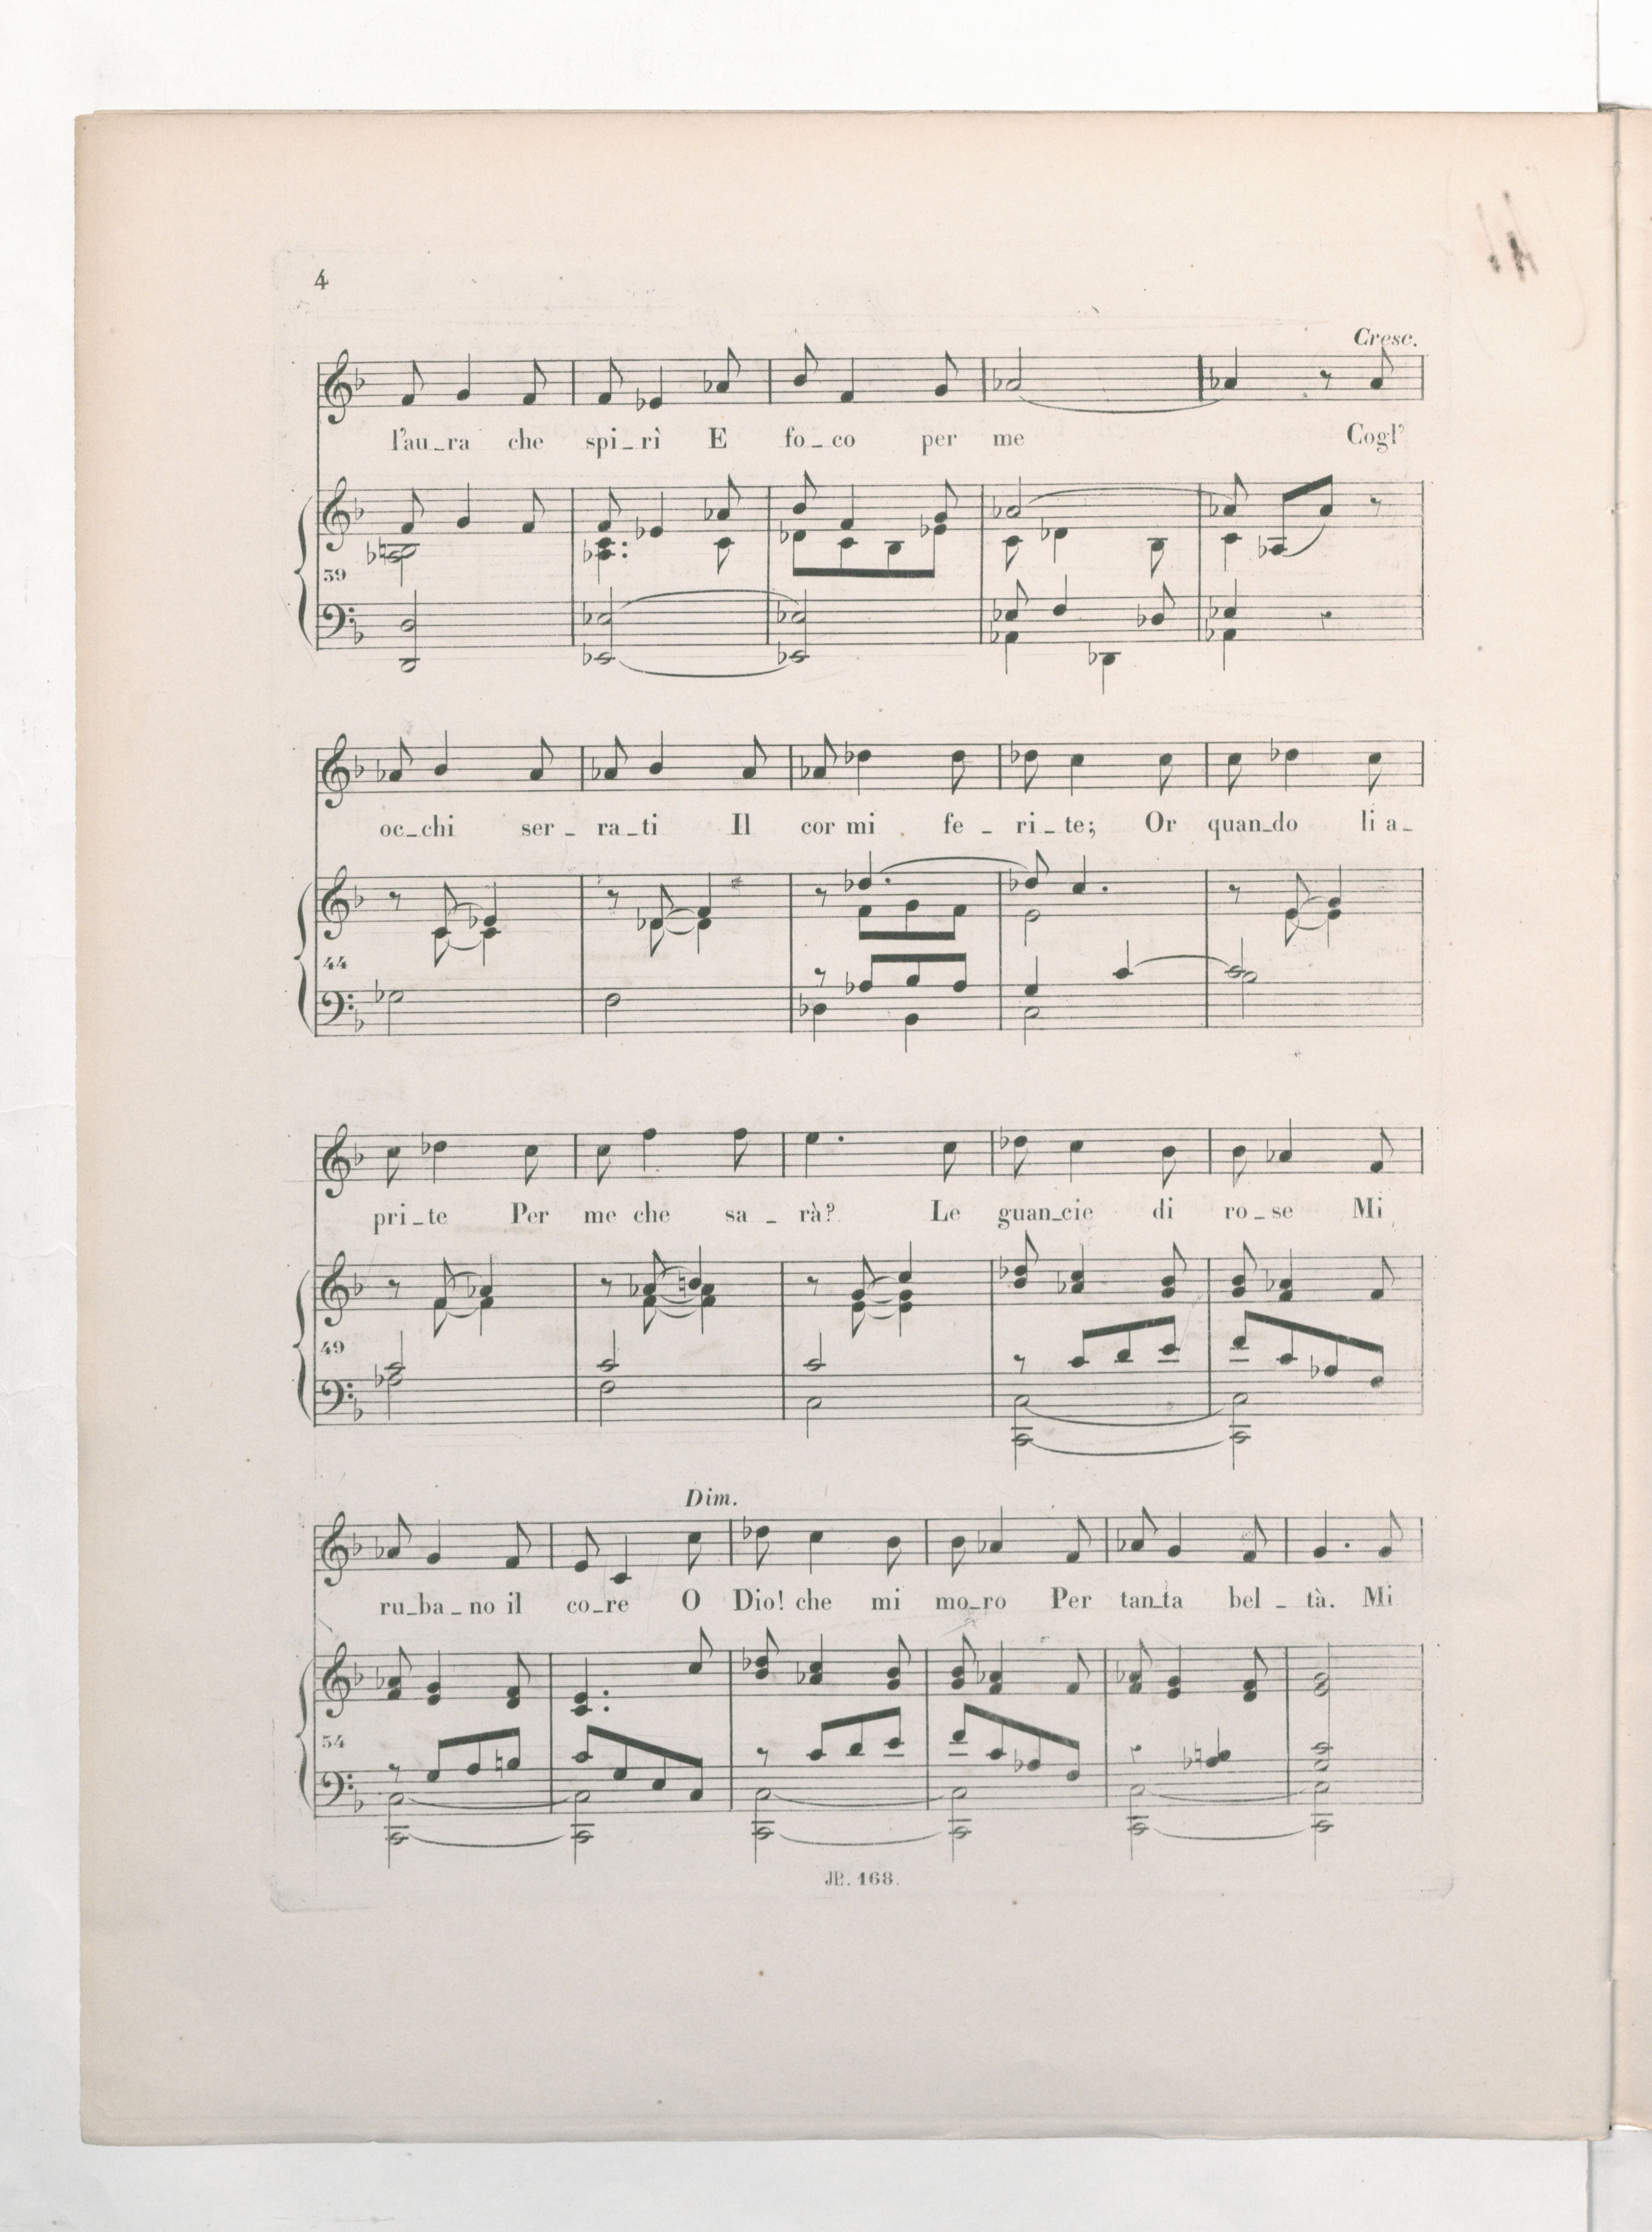 4
Cresc.
l'au_ra che spi_rì E fo_co per me Cogl'
39
oc_chi ser_ra_ti Il cor mi fe_ri_te; Or quan_do li a_
44
pri_te Per me che sa_rà? Le guan_cie di ro_se Mi
49
Dim.
ru_ba_no il co_re O Dio! che mi mo_ro Per tan_ta bel_tà. Mi
54
JP. 168.